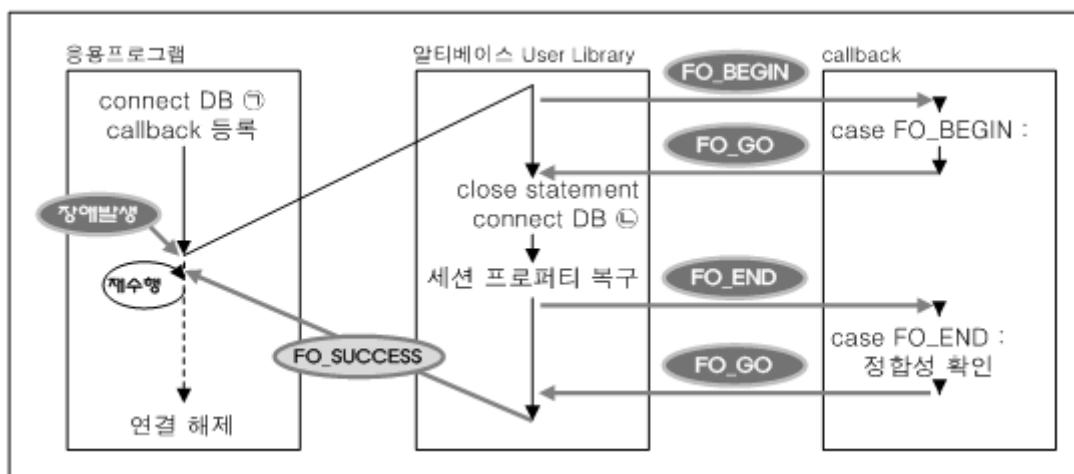 응용프로그램
connect DB ㉠
callback 등록
장애발생
재수행
연결 해제
알티베이스 User Library
close statement
connect DB ㉡
세션 프로퍼티 복구
FO_SUCCESS
FO_BEGIN
FO_GO
FO_END
FO_GO
callback
case FO_BEGIN :
case FO_END :
정합성 확인